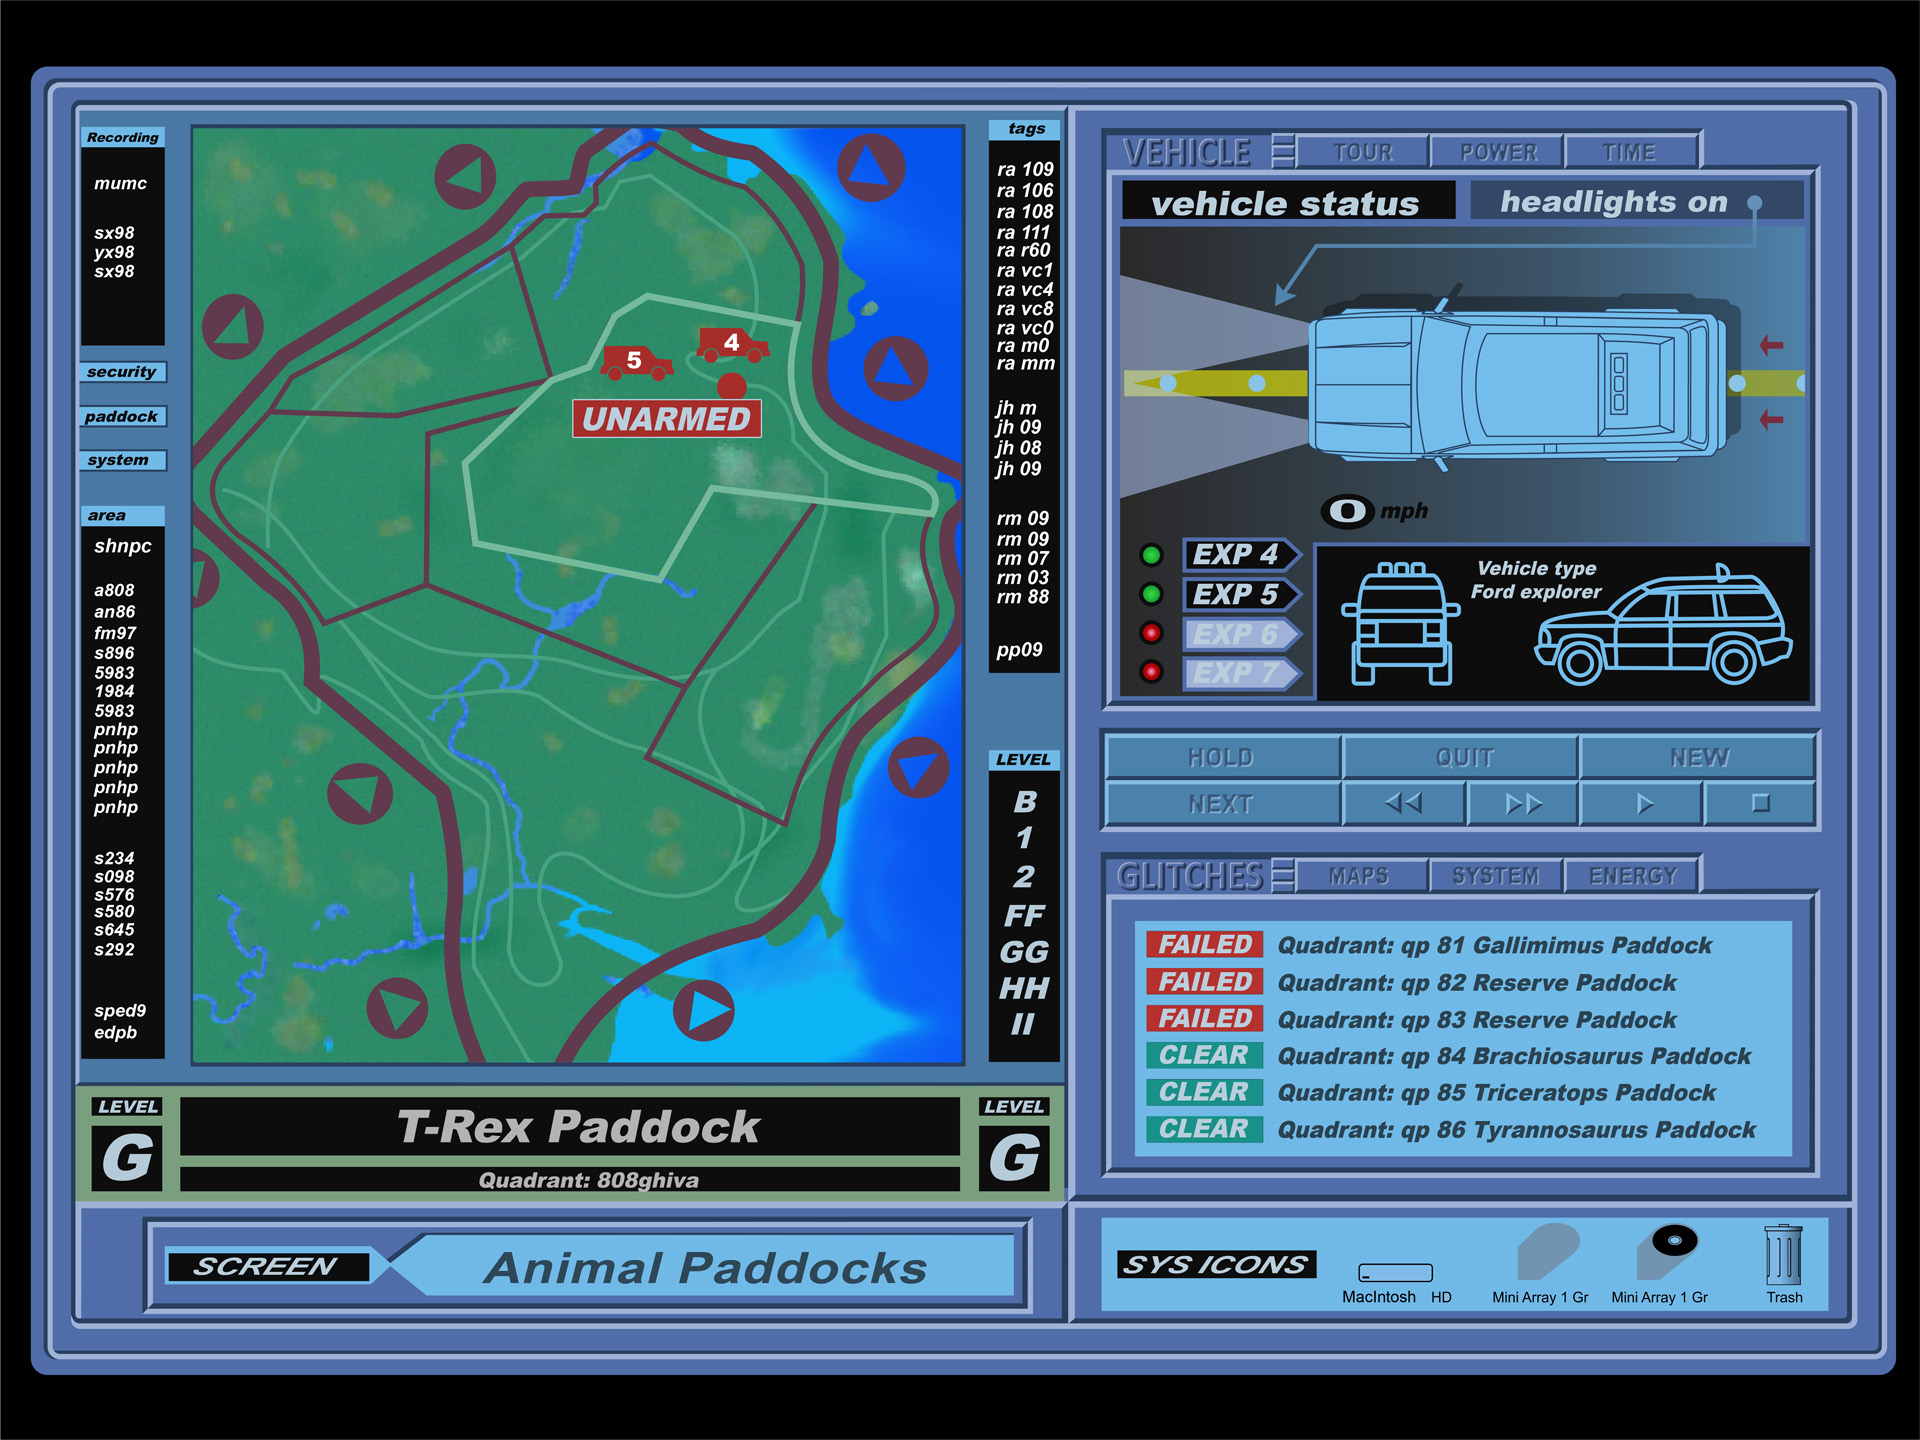 Recording
mumc
sx98
yx98
sx98
security
paddock
system
area
shnpc
a808
an86
fm97
s896
5983
1984
5983
pnhp
pnhp
pnhp
pnhp
pnhp
s234
s098
s576
s580
s645
s292
sped9
edpb
5
4
UNARMED
tags
ra 109
ra 106
ra 108
ra 111
ra r60
ra vc1
ra vc4
ra vc8
ra vc0
ra m0
ra mm
jh m
jh 09
jh 08
jh 09
rm 09
rm 09
rm 07
rm 03
rm 88
pp09
LEVEL
B
1
2
FF
GG
HH
II
LEVEL
G
T-Rex Paddock
Quadrant: 808ghiva
LEVEL
G
SCREEN
Animal Paddocks
VEHICLE TOUR POWER TIME
vehicle status headlights on
0 mph
EXP 4
EXP 5
EXP 6
EXP 7
Vehicle type
Ford explorer
HOLD QUIT NEW
NEXT
GLITCHES MAPS SYSTEM ENERGY
FAILED Quadrant: qp 81 Gallimimus Paddock
FAILED Quadrant: qp 82 Reserve Paddock
FAILED Quadrant: qp 83 Reserve Paddock
CLEAR Quadrant: qp 84 Brachiosaurus Paddock
CLEAR Quadrant: qp 85 Triceratops Paddock
CLEAR Quadrant: qp 86 Tyrannosaurus Paddock
SYS ICONS
MacIntosh HD
Mini Array 1 Gr
Mini Array 1 Gr
Trash